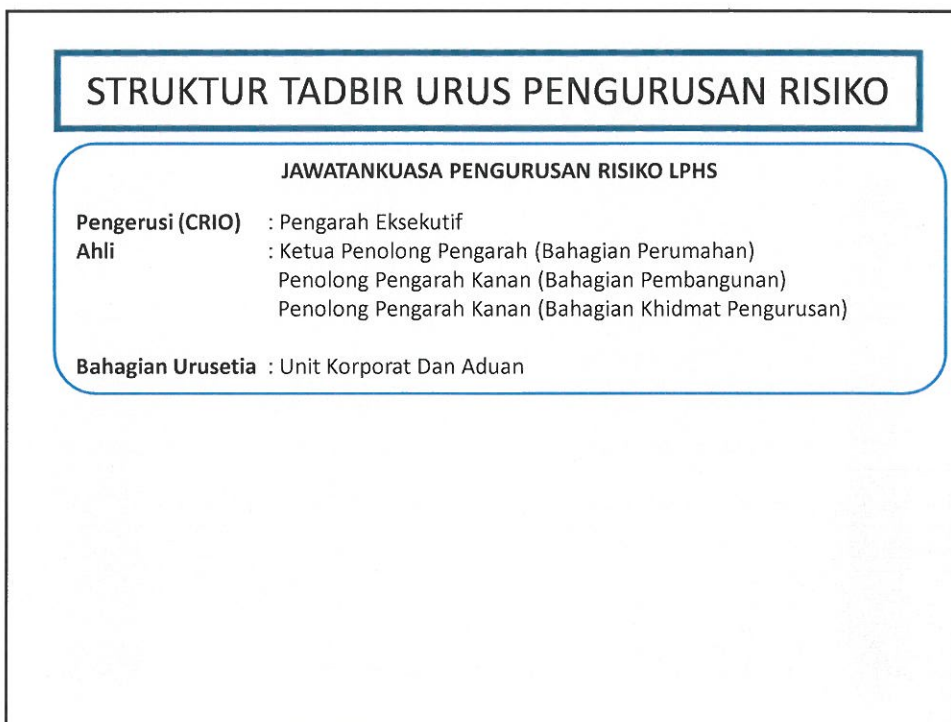 STRUKTUR TADBIR URUS PENGURUSAN RISIKO
JAWATANKUASA PENGURUSAN RISIKO LPHS
Pengerusi (CRIO) : Pengarah Eksekutif
Ahli : Ketua Penolong Pengarah (Bahagian Perumahan)
Penolong Pengarah Kanan (Bahagian Pembangunan)
Penolong Pengarah Kanan (Bahagian Khidmat Pengurusan)
Bahagian Urusetia : Unit Korporat Dan Aduan